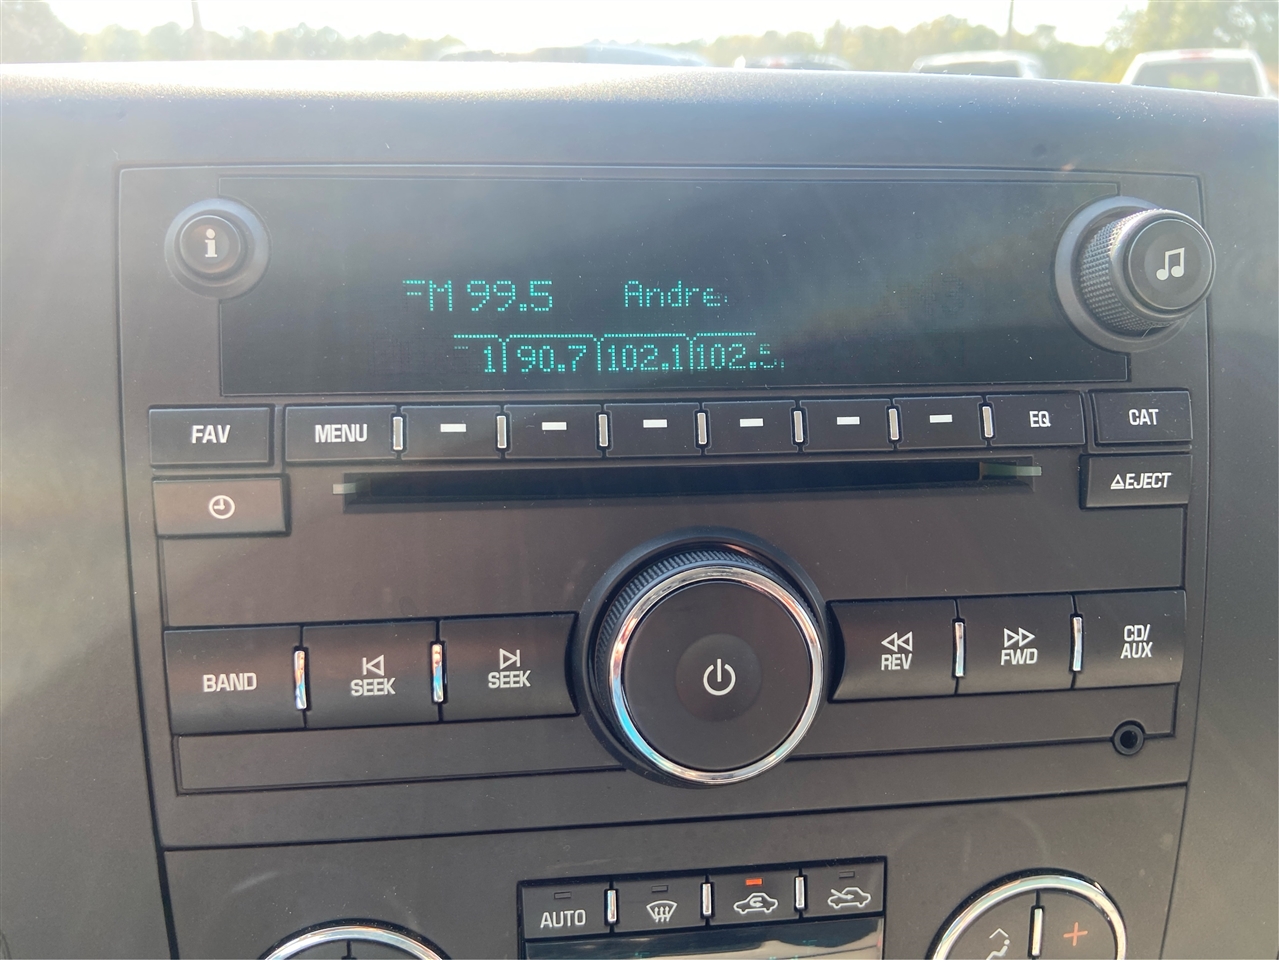 i
FM 99.5 Andre
1 90.7 102.1 102.5
FAV MENU EQ CAT
EJECT
BAND SEEK SEEK REV FWD CD/
AUX
AUTO